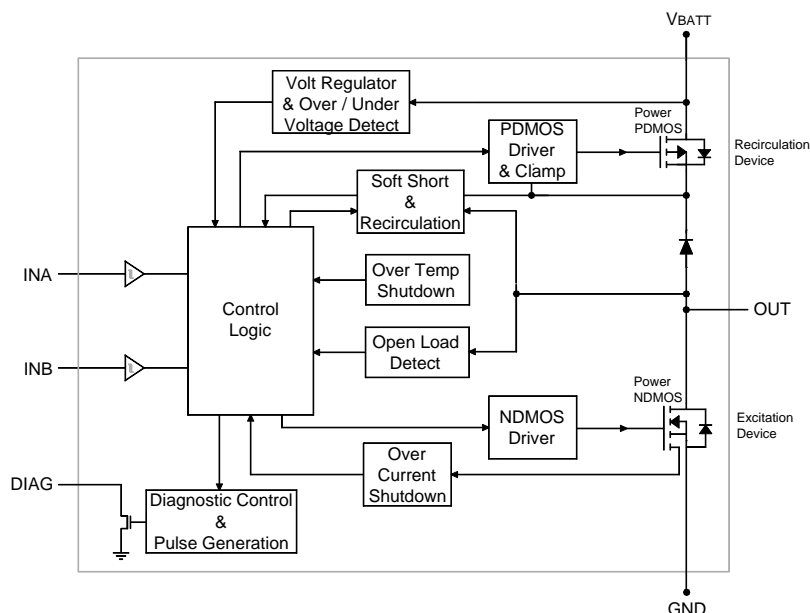 VBATT
Volt Regulator
& Over / Under
Voltage Detect
Power
PDMOS
Recirculation
Device
PDMOS
Driver
& Clamp
Soft Short
&
Recirculation
INA
Over Temp
Shutdown
Control
Logic
OUT
INB
Open Load
Detect
Power
NDMOS
NDMOS
Driver
Excitation
Device
Over
Current
Shutdown
DIAG
Diagnostic Control
&
Pulse Generation
GND